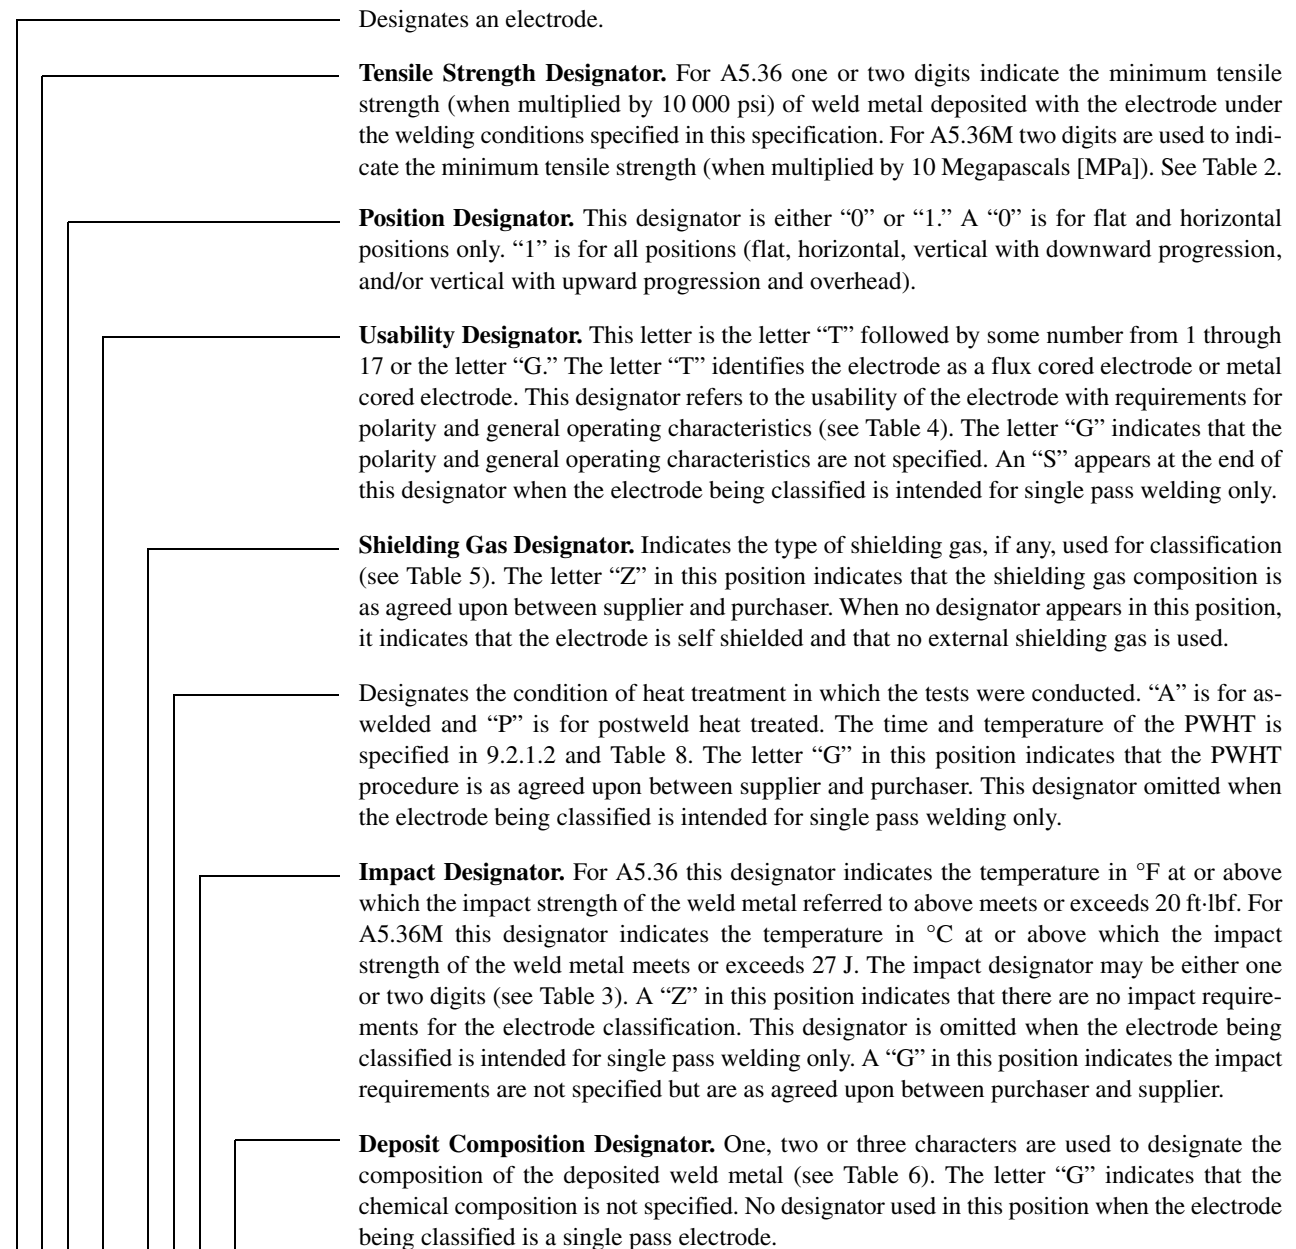 Designates an electrode.
Tensile Strength Designator. For A5.36 one or two digits indicate the minimum tensile
strength (when multiplied by 10 000 psi) of weld metal deposited with the electrode under
the welding conditions specified in this specification. For A5.36M two digits are used to indi-
cate the minimum tensile strength (when multiplied by 10 Megapascals [MPa]). See Table 2.
Position Designator. This designator is either “0” or “1.” A “0” is for flat and horizontal
positions only. “1” is for all positions (flat, horizontal, vertical with downward progression,
and/or vertical with upward progression and overhead).
Usability Designator. This letter is the letter “T” followed by some number from 1 through
17 or the letter “G.” The letter “T” identifies the electrode as a flux cored electrode or metal
cored electrode. This designator refers to the usability of the electrode with requirements for
polarity and general operating characteristics (see Table 4). The letter “G” indicates that the
polarity and general operating characteristics are not specified. An “S” appears at the end of
this designator when the electrode being classified is intended for single pass welding only.
Shielding Gas Designator. Indicates the type of shielding gas, if any, used for classification
(see Table 5). The letter “Z” in this position indicates that the shielding gas composition is
as agreed upon between supplier and purchaser. When no designator appears in this position,
it indicates that the electrode is self shielded and that no external shielding gas is used.
Designates the condition of heat treatment in which the tests were conducted. “A” is for as-
welded and “P” is for postweld heat treated. The time and temperature of the PWHT is
specified in 9.2.1.2 and Table 8. The letter “G” in this position indicates that the PWHT
procedure is as agreed upon between supplier and purchaser. This designator omitted when
the electrode being classified is intended for single pass welding only.
Impact Designator. For A5.36 this designator indicates the temperature in °F at or above
which the impact strength of the weld metal referred to above meets or exceeds 20 ft·lbf. For
A5.36M this designator indicates the temperature in °C at or above which the impact
strength of the weld metal meets or exceeds 27 J. The impact designator may be either one
or two digits (see Table 3). A “Z” in this position indicates that there are no impact require-
ments for the electrode classification. This designator is omitted when the electrode being
classified is intended for single pass welding only. A “G” in this position indicates the impact
requirements are not specified but are as agreed upon between purchaser and supplier.
Deposit Composition Designator. One, two or three characters are used to designate the
composition of the deposited weld metal (see Table 6). The letter “G” indicates that the
chemical composition is not specified. No designator used in this position when the electrode
being classified is a single pass electrode.